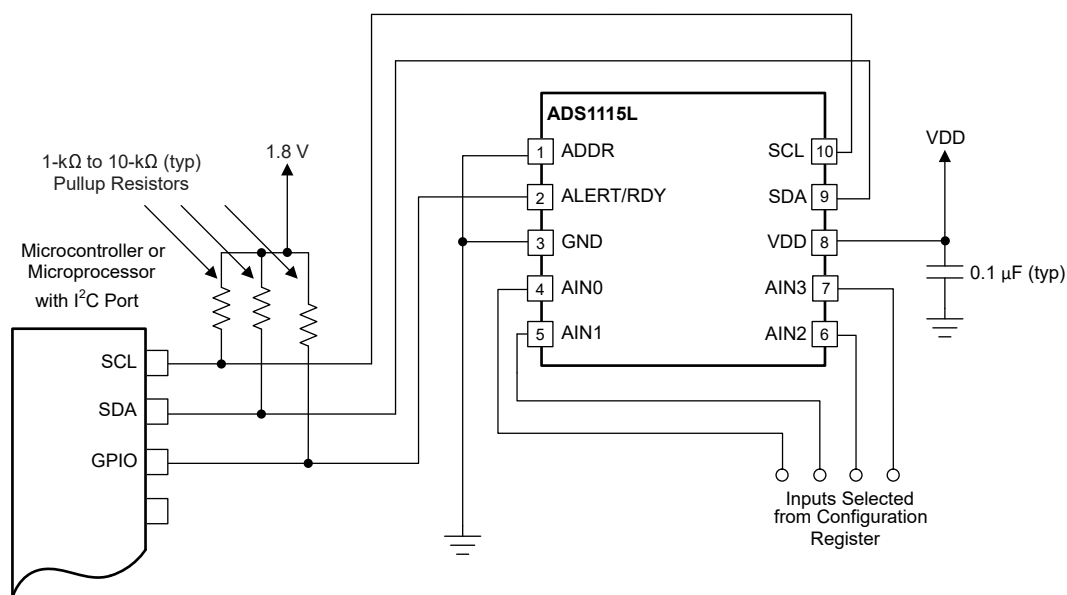 ADS1115L
1 ADDR
2 ALERT/RDY
3 GND
4 AIN0
5 AIN1
SCL 10
SDA 9
VDD 8
AIN3 7
AIN2 6
VDD
0.1 µF (typ)
1-kΩ to 10-kΩ (typ)
Pullup Resistors
1.8 V
Microcontroller or
Microprocessor
with I²C Port
SCL
SDA
GPIO
Inputs Selected
from Configuration
Register